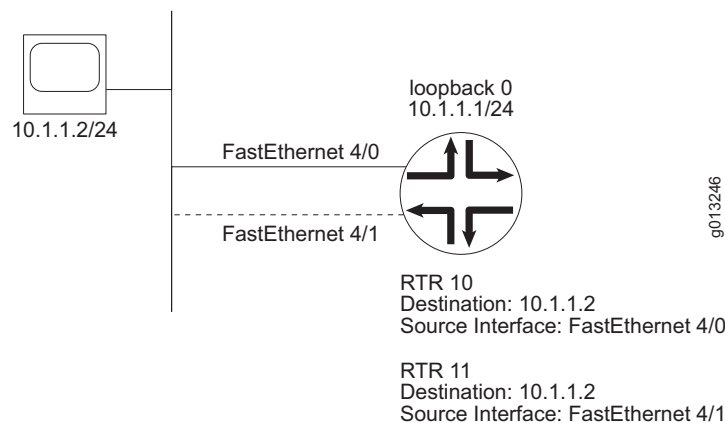 loopback 0
10.1.1.1/24
10.1.1.2/24
FastEthernet 4/0
FastEthernet 4/1
g013246
RTR 10
Destination: 10.1.1.2
Source Interface: FastEthernet 4/0
RTR 11
Destination: 10.1.1.2
Source Interface: FastEthernet 4/1